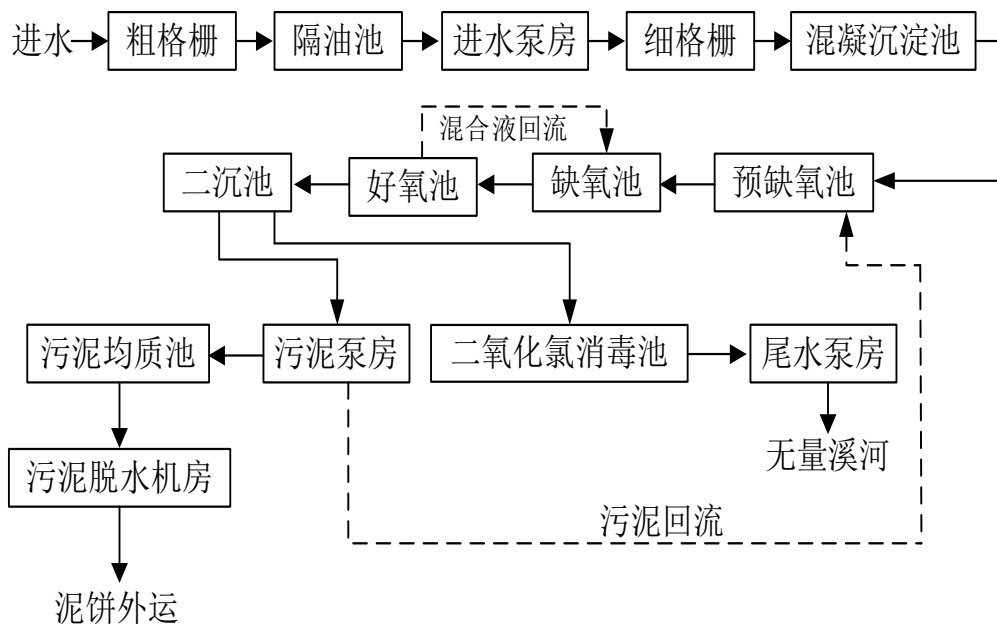 进水
粗格栅
隔油池
进水泵房
细格栅
混凝沉淀池
混合液回流
二沉池
好氧池
缺氧池
预缺氧池
污泥均质池
污泥泵房
二氧化氯消毒池
尾水泵房
无量溪河
污泥脱水机房
污泥回流
泥饼外运